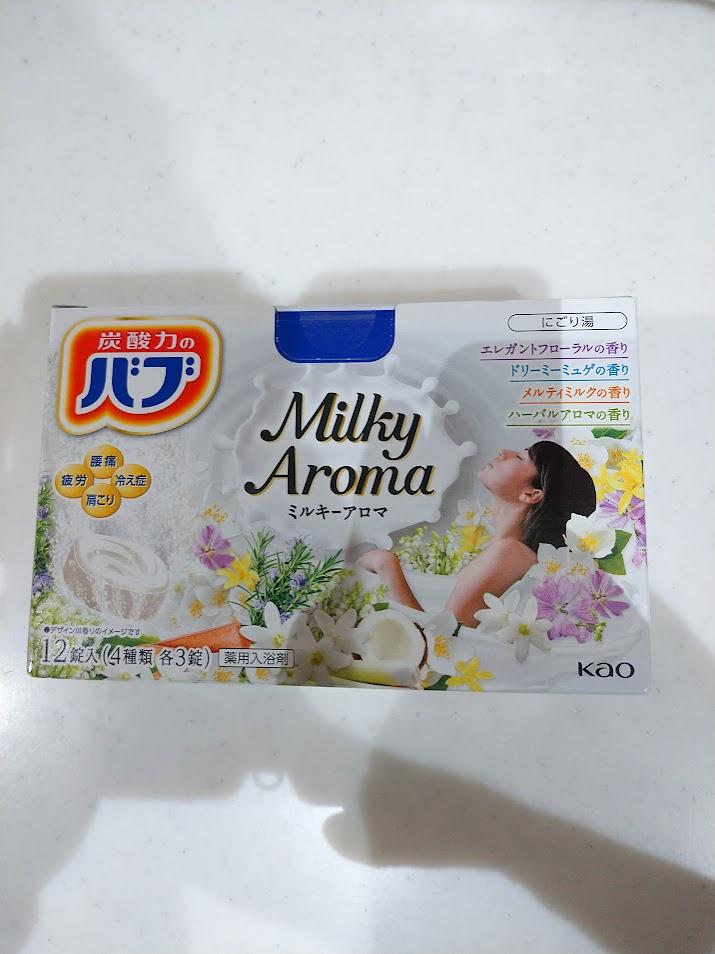 炭酸力の
バブ
腰痛
疲労
冷え症
肩こり
Milky
Aroma
ミルキーアロマ
にごり湯
エレガントフローラルの香り
ドリーミーミュゲの香り
メルティミルクの香り
ハーバルアロマの香り
●デザインは香りのイメージです
12錠入(4種類 各3錠) 薬用入浴剤
Kao